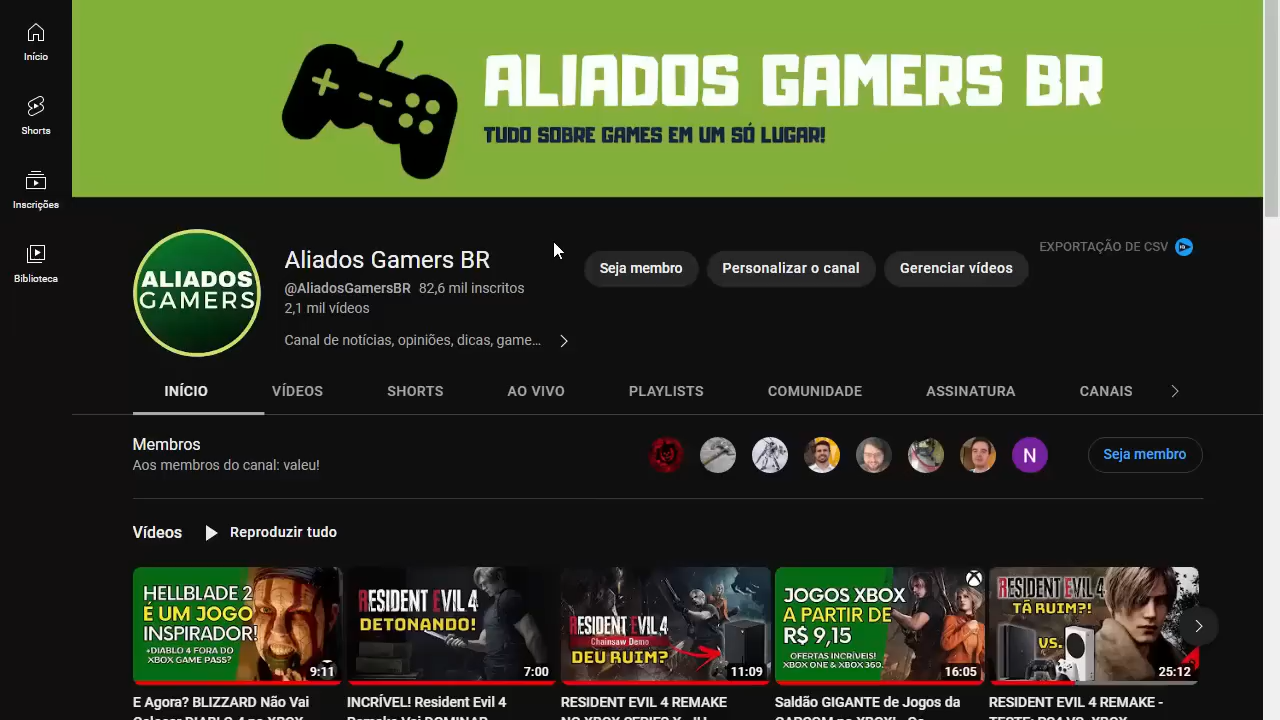 ALIADOS GAMERS BR
TUDO SOBRE GAMES EM UM SÓ LUGAR!
Início
Shorts
Inscrições
Biblioteca
ALIADOS
GAMERS
Aliados Gamers BR
@AliadosGamersBR 82,6 mil inscritos
2,1 mil vídeos
Canal de notícias, opiniões, dicas, game...
Seja membro
Personalizar o canal
Gerenciar vídeos
EXPORTAÇÃO DE CSV
INÍCIO VÍDEOS SHORTS AO VIVO PLAYLISTS COMUNIDADE ASSINATURA CANAIS
Membros
Aos membros do canal: valeu!
N
Seja membro
Vídeos Reproduzir tudo
HELLBLADE 2
É UM JOGO
INSPIRADOR!
+DIABLO 4 FORA DO
XBOX GAME PASS?
9:11
RESIDENT EVIL 4
DETONANDO!
7:00
RESIDENT EVIL 4
Chainsaw Demo
DEU RUIM?
11:09
JOGOS XBOX
A PARTIR DE
R$ 9,15
OFERTAS INCRÍVEIS!
XBOX ONE & XBOX 360
16:05
RESIDENT EVIL 4
TÁ RUIM?!
VS.
25:12
E Agora? BLIZZARD Não Vai
INCRÍVEL! Resident Evil 4
RESIDENT EVIL 4 REMAKE
Saldão GIGANTE de Jogos da
RESIDENT EVIL 4 REMAKE -